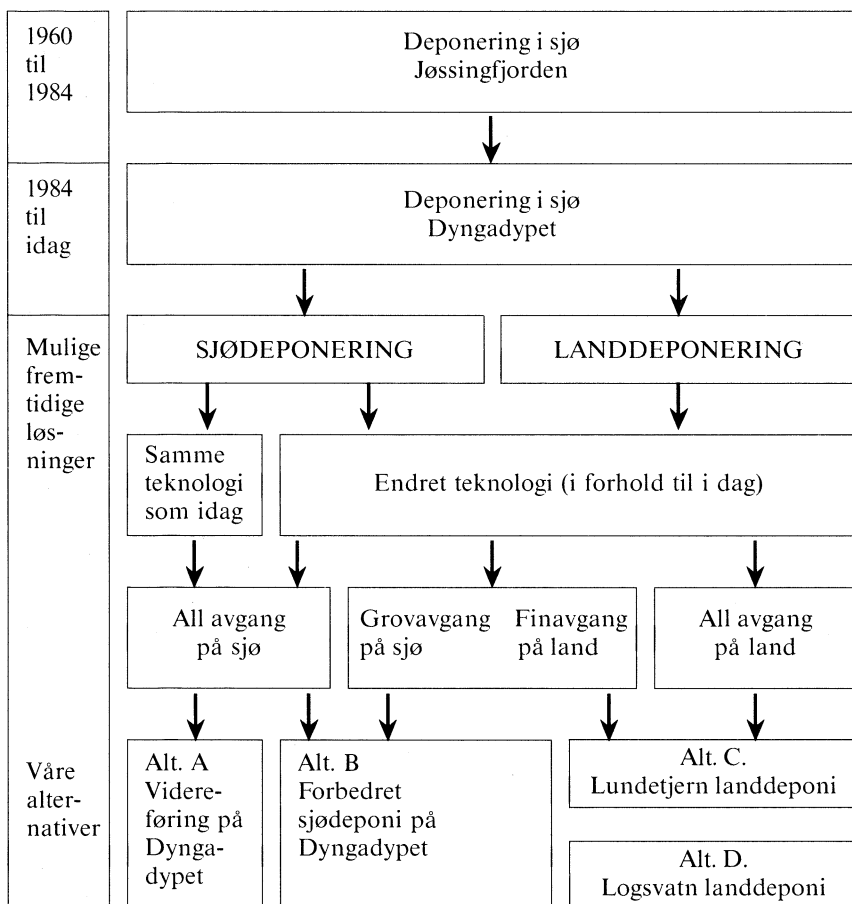 1960
til
1984
Deponering i sjø
Jøssingfjorden
1984
til
idag
Deponering i sjø
Dyngadypet
Mulige
frem-
tidige
løs-
ninger
SJØDEPONERING
LANDDEPONERING
Samme
teknologi
som idag
Endret teknologi (i forhold til i dag)
All avgang
på sjø
Grovavgang
på sjø
Finavgang
på land
All avgang
på land
Våre
alter-
nativer
Alt. A
Videre-
føring på
Dynga-
dypet
Alt. B
Forbedret
sjødeponi på
Dyngadypet
Alt. C.
Lundetjern landdeponi
Alt. D.
Logsvatn landdeponi